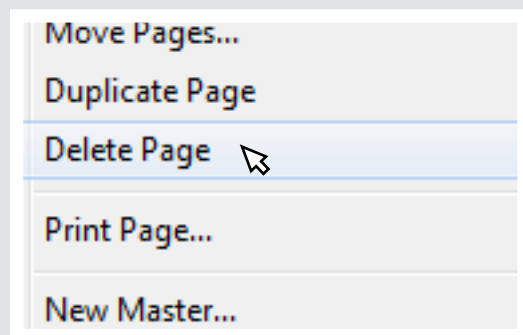 Move Pages...
Duplicate Page
Delete Page
Print Page...
New Master...